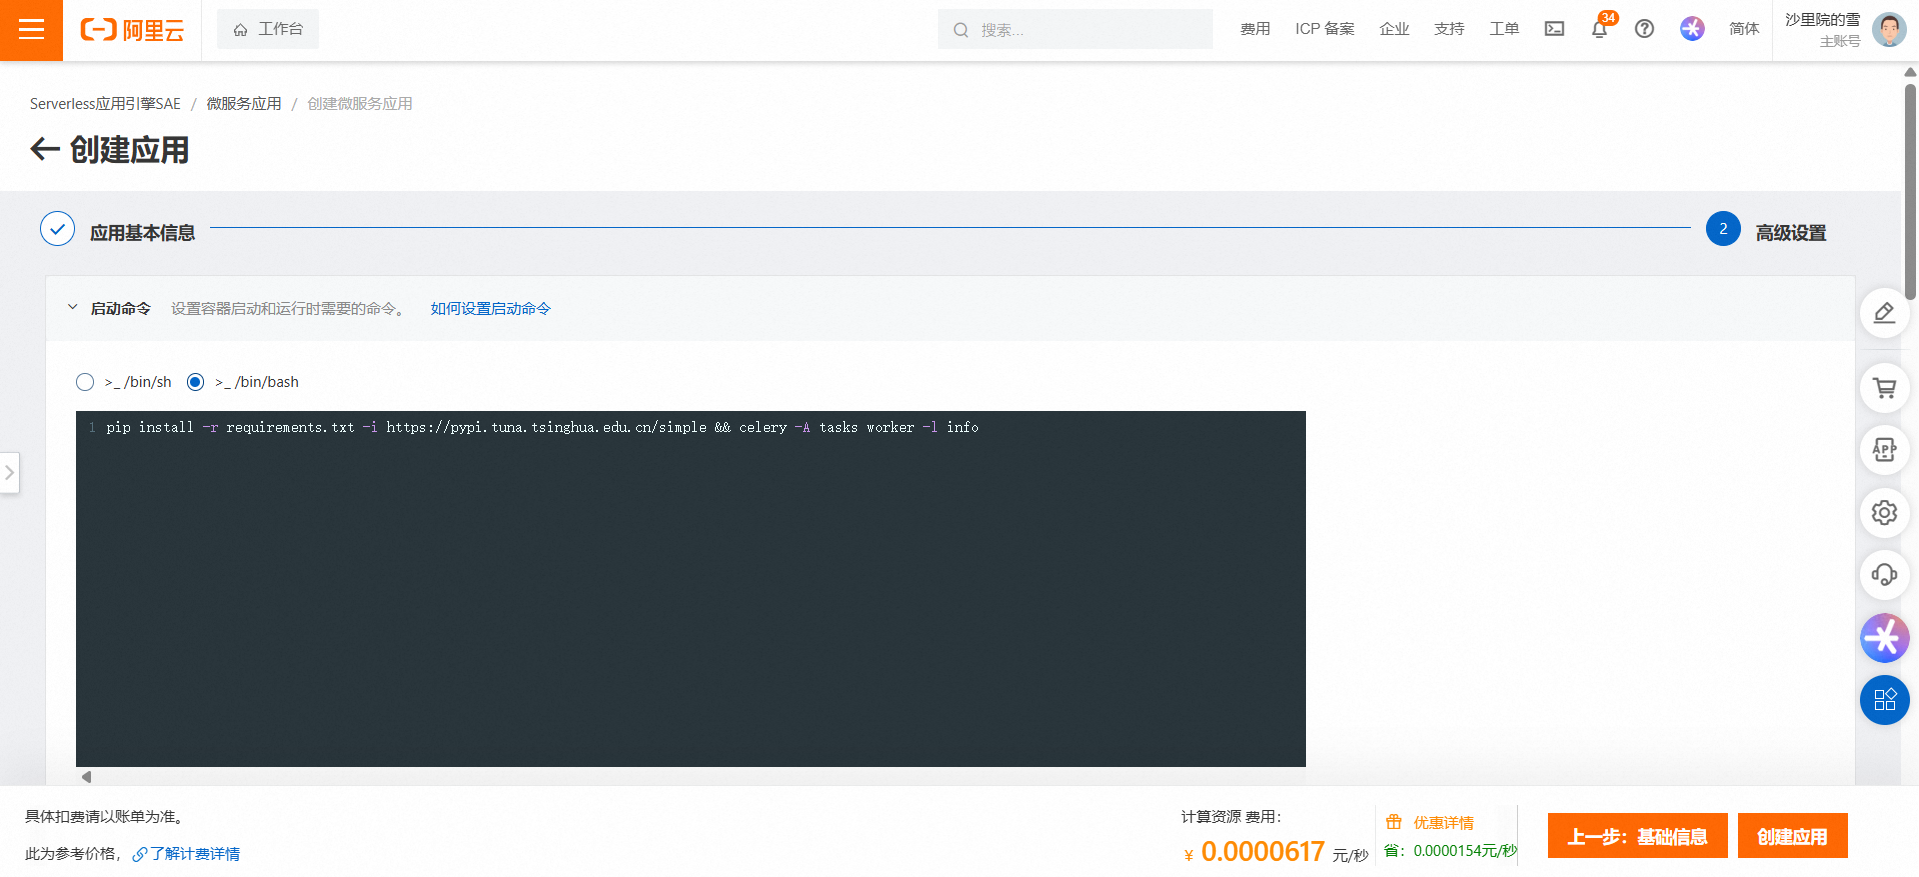 阿里云
工作台
搜索...
费用
ICP 备案
企业
支持
工单
34
简体
沙里院的雪
主账号
Serverless应用引擎SAE / 微服务应用 / 创建微服务应用
创建应用
应用基本信息
2 高级设置
启动命令 设置容器启动和运行时需要的命令。 如何设置启动命令
>_ /bin/sh >_ /bin/bash
1 pip install -r requirements.txt -i https://pypi.tuna.tsinghua.edu.cn/simple && celery -A tasks worker -l info
APP
具体扣费请以账单为准。
此为参考价格，了解计费详情
计算资源 费用：
¥ 0.0000617 元/秒
优惠详情
省：0.0000154元/秒
上一步：基础信息
创建应用